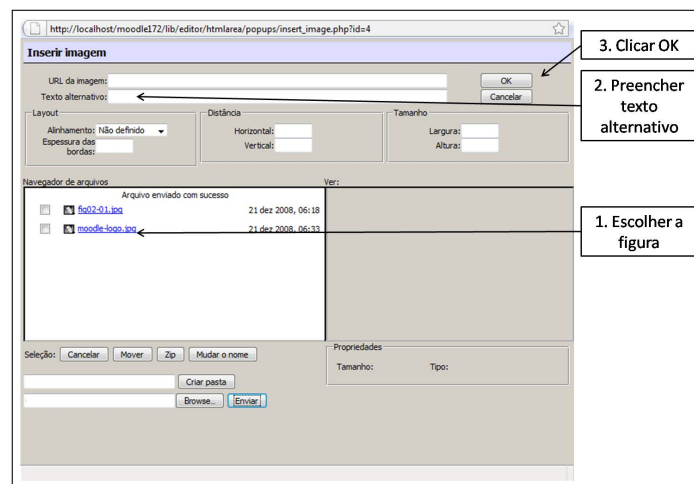 http://localhost/moodle172/lib/editor/htmlarea/popups/insert_image.php?id=4
Inserir imagem
URL da imagem:
OK
Texto alternativo:
Cancelar
Layout
Distância
Tamanho
Alinhamento: Não definido
Horizontal:
Largura:
Espessura das
bordas:
Vertical:
Altura:
Navegador de arquivos
Ver:
Arquivo enviado com sucesso
fig02-01.jpg 21 dez 2008, 06:18
moodle-logo.jpg 21 dez 2008, 06:33
Seleção: Cancelar Mover Zip Mudar o nome
Criar pasta
Browse... Enviar
Propriedades
Tamanho: Tipo:
3. Clicar OK
2. Preencher
texto
alternativo
1. Escolher a
figura